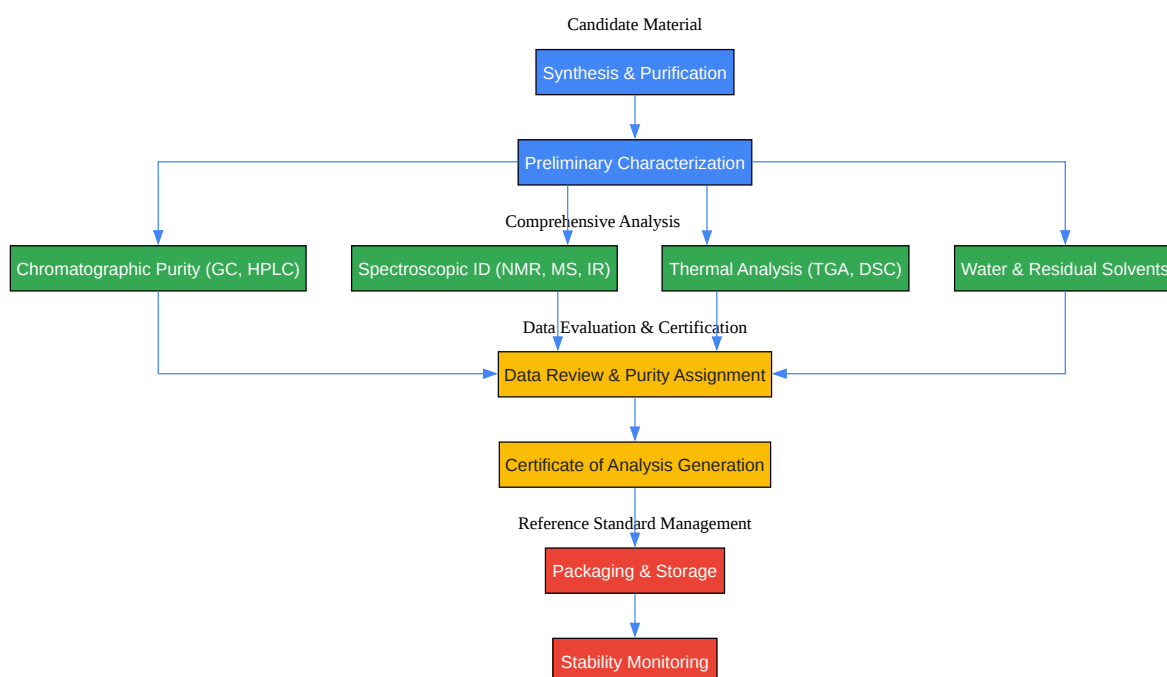 Candidate Material
Synthesis & Purification
Preliminary Characterization
Comprehensive Analysis
Chromatographic Purity (GC, HPLC)
Spectroscopic ID (NMR, MS, IR)
Thermal Analysis (TGA, DSC)
Water & Residual Solvents
Data Evaluation & Certification
Data Review & Purity Assignment
Certificate of Analysis Generation
Reference Standard Management
Packaging & Storage
Stability Monitoring